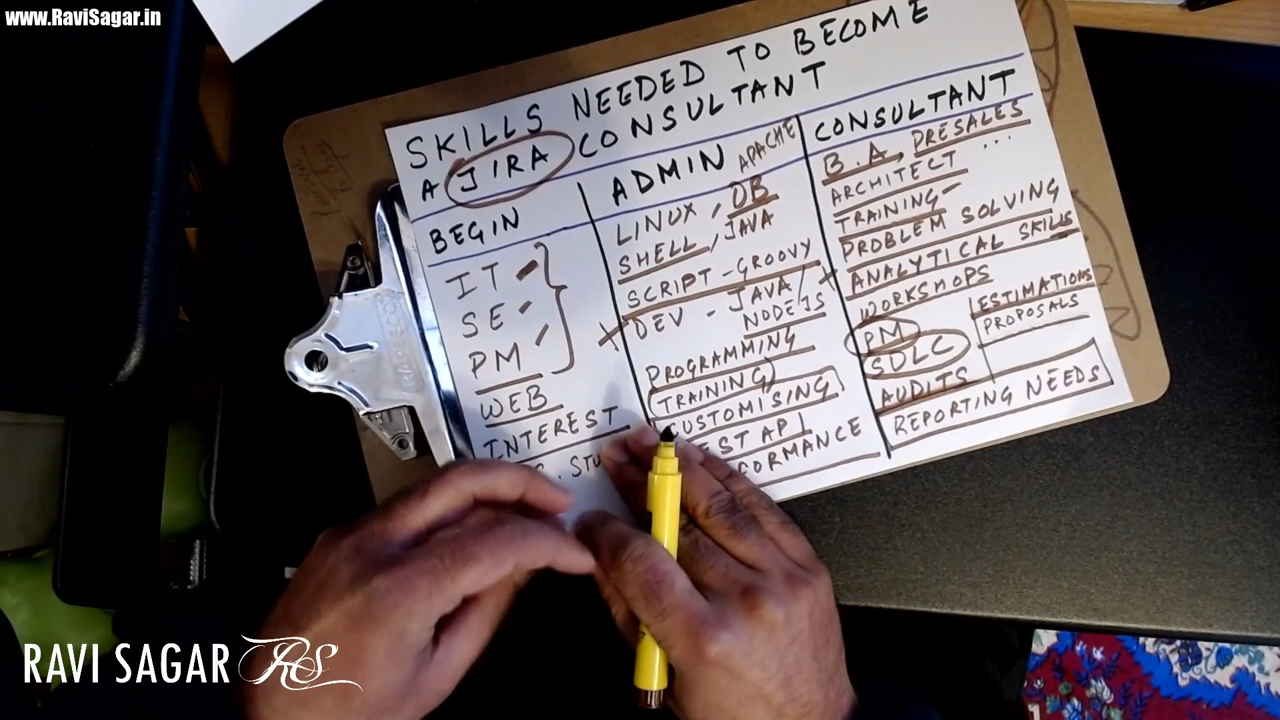 www.RaviSagar.in
SKILLS NEEDED TO BECOME
A JIRA CONSULTANT
BEGIN
IT
SE
PM
WEB
INTEREST
ADMIN APACHE
LINUX, DB
SHELL, JAVA
SCRIPT - GROOVY
DEV - JAVA/
NODEJS
PROGRAMMING
TRAINING
CUSTOMISING
API
CONSULTANT
B.A, PRESALES
ARCHITECT ...
TRAINING
PROBLEM SOLVING
ANALYTICAL SKILLS
WORKSHOPS
PM
SDLC
AUDITS
ESTIMATIONS
PROPOSALS
REPORTING NEEDS
RAVI SAGAR RS